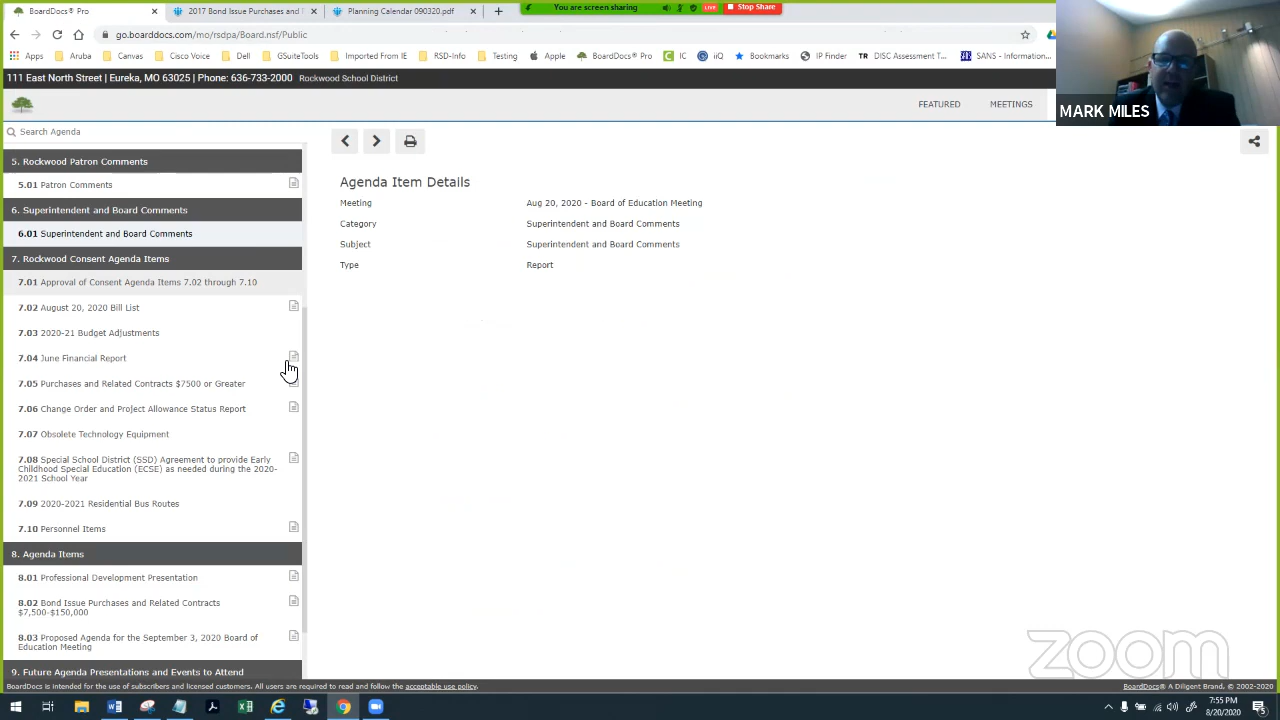 BoardDocs® Pro
2017 Bond Issue Purchases and
Planning Calendar 090320.pdf
You are screen sharing
LIVE
Stop Share
go.boarddocs.com/mo/rsdpa/Board.nsf/Public
Apps
Aruba
Canon
Cisco Voice
Dell
GSuiteTools
Imported From IE
RSD-Info
Testing
Apple
BoardDocs® Pro
IC
iiQ
Bookmarks
IP Finder
TR DISC Assessment T...
SANS - Information...
111 East North Street | Eureka, MO 63025 | Phone: 636-733-2000 Rockwood School District
FEATURED
MEETINGS
MARK MILES
Search Agenda
5. Rockwood Patron Comments
5.01 Patron Comments
6. Superintendent and Board Comments
6.01 Superintendent and Board Comments
7. Rockwood Consent Agenda Items
7.01 Approval of Consent Agenda Items 7.02 through 7.10
7.02 August 20, 2020 Bill List
7.03 2020-21 Budget Adjustments
7.04 June Financial Report
7.05 Purchases and Related Contracts $7500 or Greater
7.06 Change Order and Project Allowance Status Report
7.07 Obsolete Technology Equipment
7.08 Special School District (SSD) Agreement to provide Early
Childhood Special Education (ECSE) as needed during the 2020-
2021 School Year
7.09 2020-2021 Residential Bus Routes
7.10 Personnel Items
8. Agenda Items
8.01 Professional Development Presentation
8.02 Bond Issue Purchases and Related Contracts
$7,500-$150,000
8.03 Proposed Agenda for the September 3, 2020 Board of
Education Meeting
9. Future Agenda Presentations and Events to Attend
Agenda Item Details
Meeting Aug 20, 2020 - Board of Education Meeting
Category Superintendent and Board Comments
Subject Superintendent and Board Comments
Type Report
zoom
BoardDocs is intended for the use of subscribers and licensed customers. All users are required to read and follow the acceptable use policy.
BoardDocs® A Diligent Brand. © 2002-2020
7:55 PM
8/20/2020
5